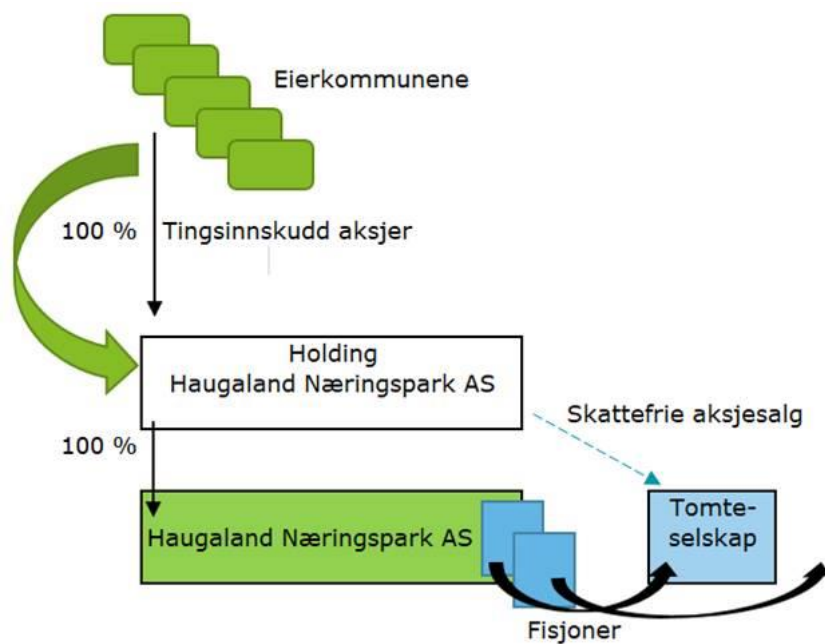 Eierkommunene
100 %
Tingsinnskudd aksjer
Holding
Haugaland Næringspark AS
Skattefrie aksjesalg
100 %
Haugaland Næringspark AS
Tomte-
selskap
Fisjoner